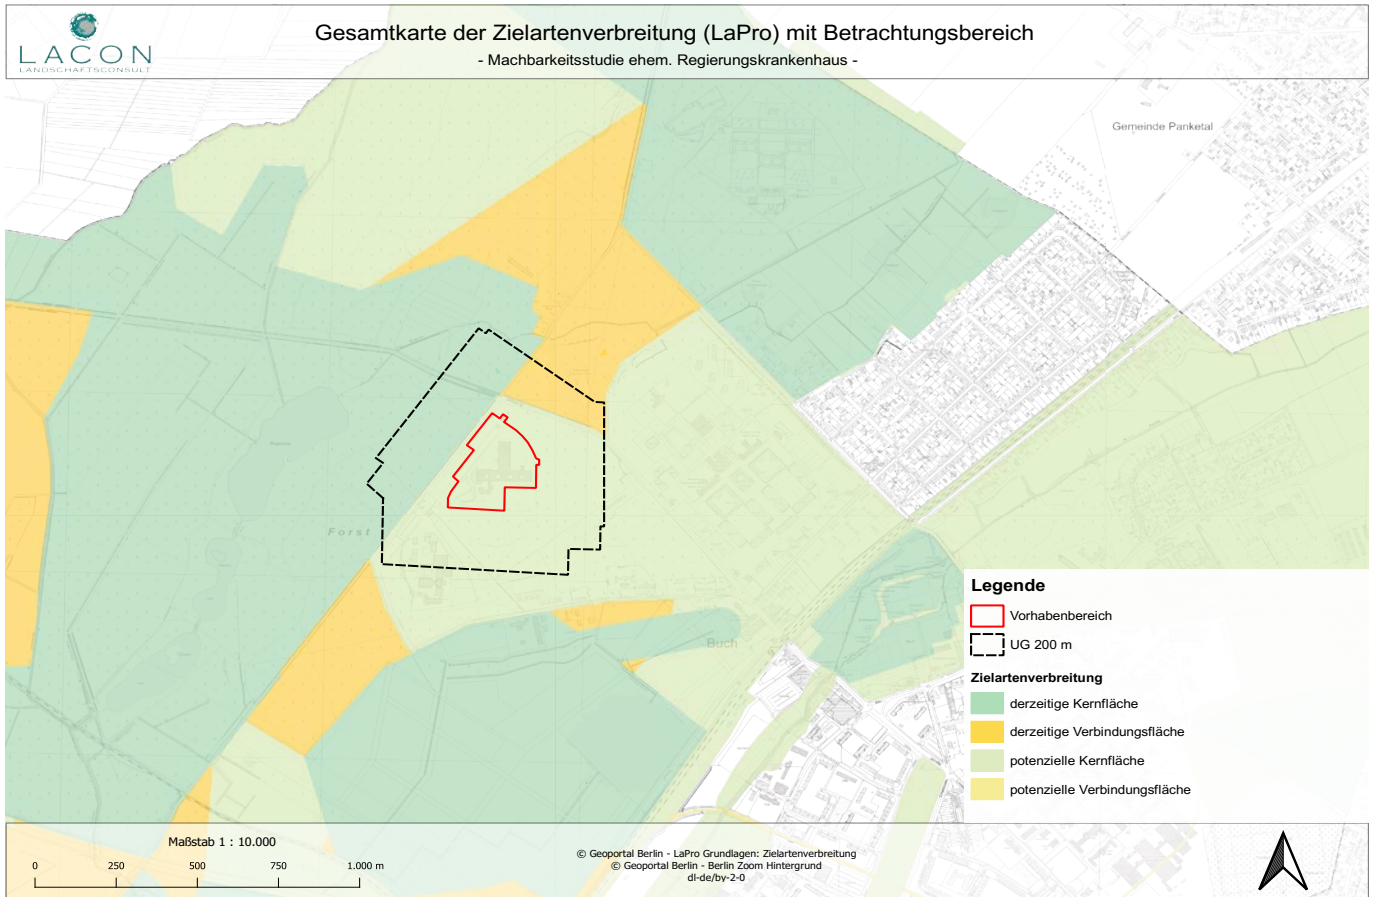 LACON
LANDSCHAFTSCONSULT
Gesamtkarte der Zielartenverbreitung (LaPro) mit Betrachtungsbereich
- Machbarkeitsstudie ehem. Regierungskrankenhaus -
Gemeinde Panketal
Forst
Buch
Legende
Vorhabenbereich
UG 200 m
Zielartenverbreitung
derzeitige Kernfläche
derzeitige Verbindungsfläche
potenzielle Kernfläche
potenzielle Verbindungsfläche
Maßstab 1 : 10.000
0 250 500 750 1.000 m
© Geoportal Berlin - LaPro Grundlagen: Zielartenverbreitung
© Geoportal Berlin - Berlin Zoom Hintergrund
dl-de/by-2-0